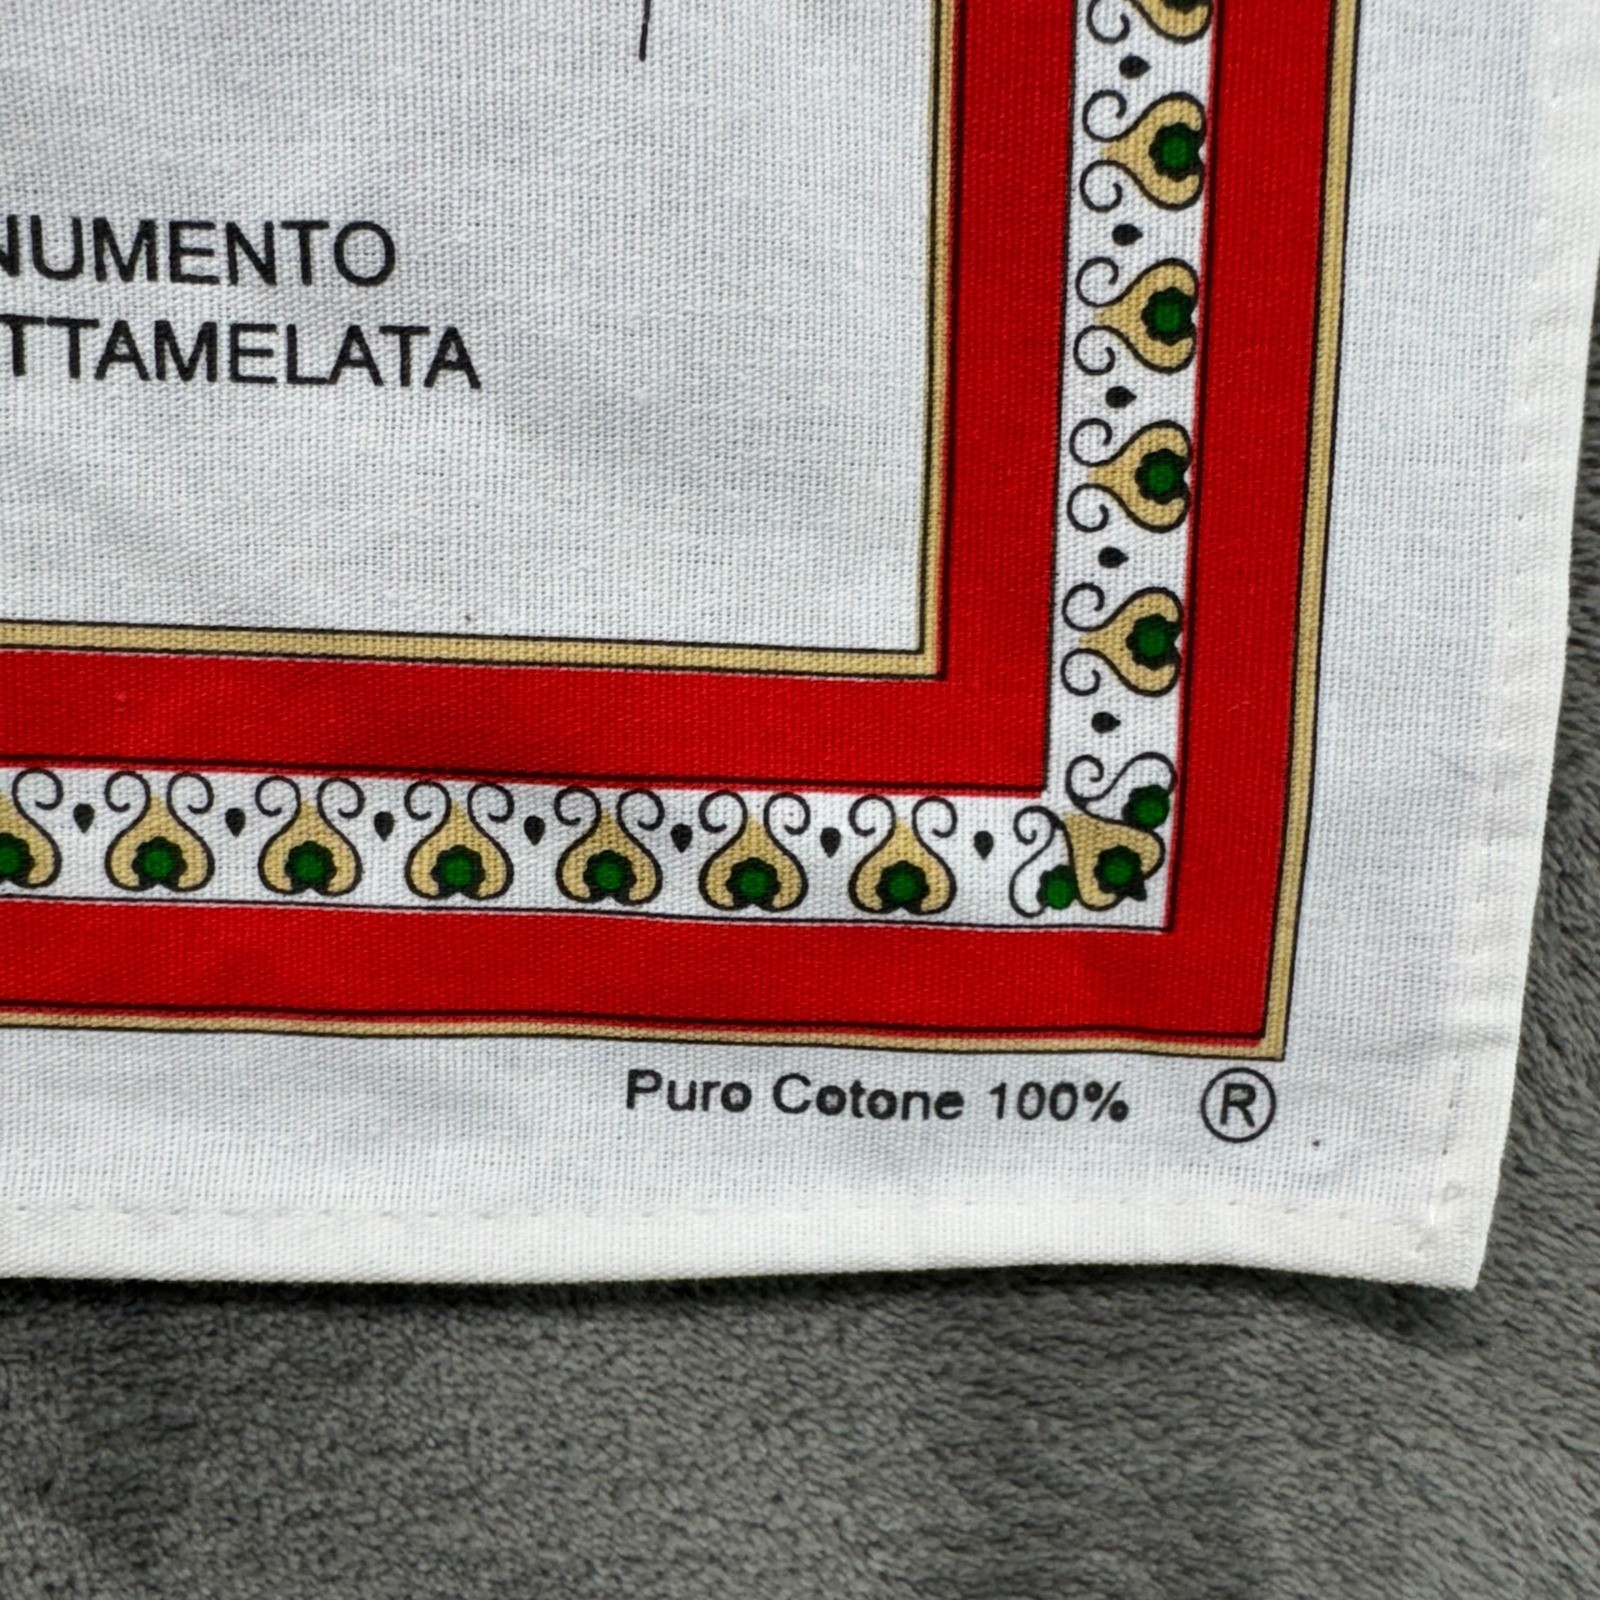 NUMENTO
TTAMELATA
Puro Cotone 100% ®